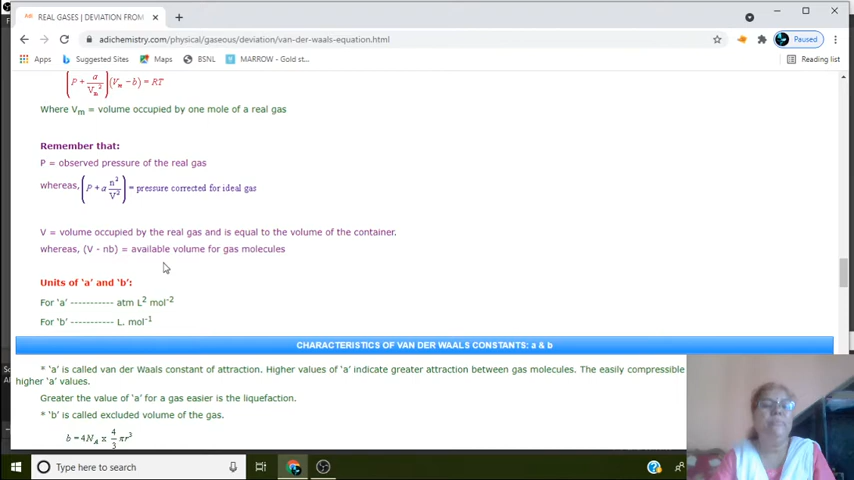 REAL GASES | DEVIATION FROM
adichemistry.com/physical/gaseous/deviation/van-der-waals-equation.html
Paused
Apps
Suggested Sites
Maps
BSNL
MARROW - Gold st...
Reading list
(P + a/Vm²)(Vm – b) = RT
Where Vm = volume occupied by one mole of a real gas
Remember that:
P = observed pressure of the real gas
whereas, (P + a n²/V²) = pressure corrected for ideal gas
V = volume occupied by the real gas and is equal to the volume of the container.
whereas, (V - nb) = available volume for gas molecules
Units of 'a' and 'b':
For 'a' ----------- atm L² mol⁻²
For 'b' ----------- L. mol⁻¹
CHARACTERISTICS OF VAN DER WAALS CONSTANTS: a & b
* 'a' is called van der Waals constant of attraction. Higher values of 'a' indicate greater attraction between gas molecules. The easily compressible
higher 'a' values.
Greater the value of 'a' for a gas easier is the liquefaction.
* 'b' is called excluded volume of the gas.
b = 4N_A x 4/3 πr³
Type here to search